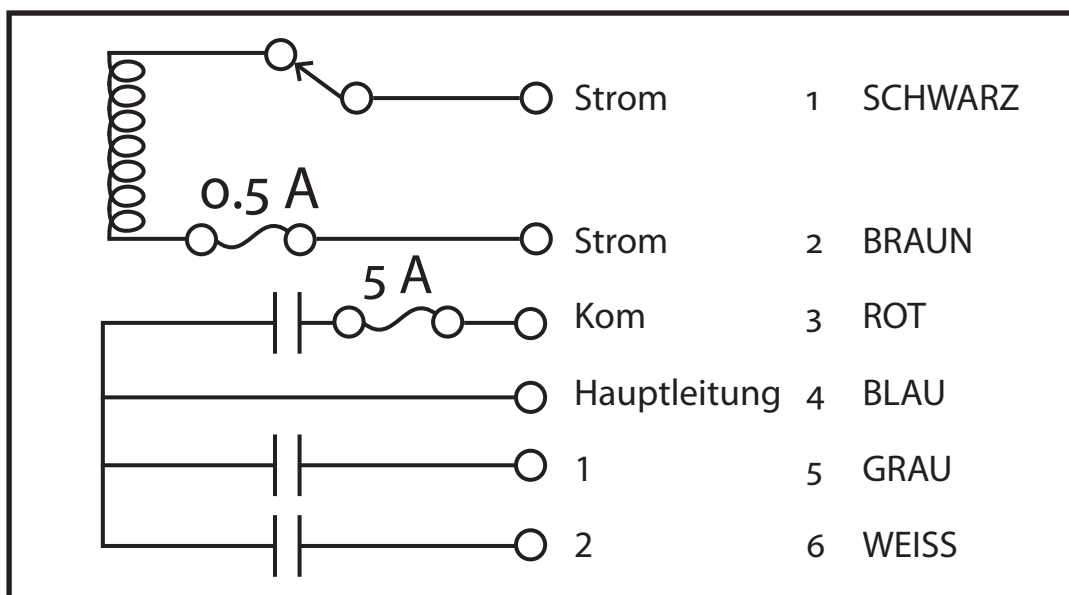 Strom 1 SCHWARZ
0.5 A
Strom 2 BRAUN
5 A
Kom 3 ROT
Hauptleitung 4 BLAU
1 5 GRAU
2 6 WEISS